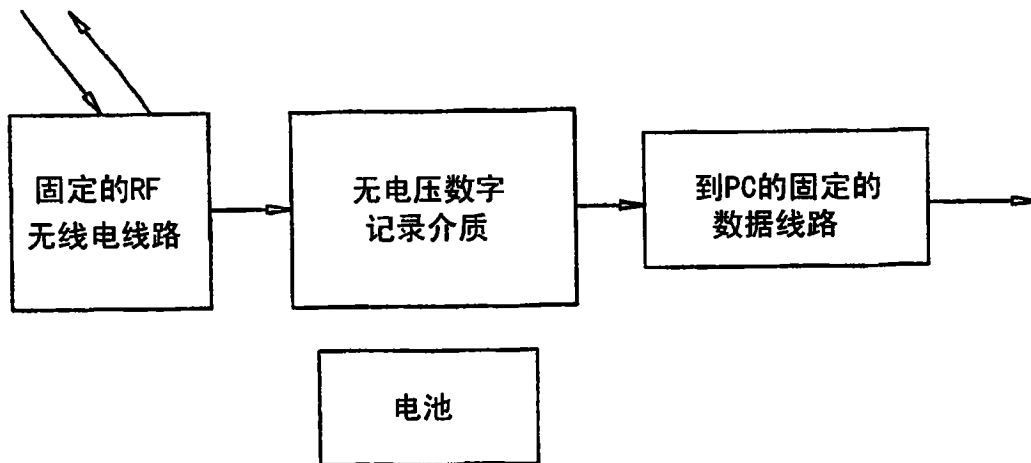 固定的RF
无线电线路
无电压数字
记录介质
到PC的固定的
数据线路
电池